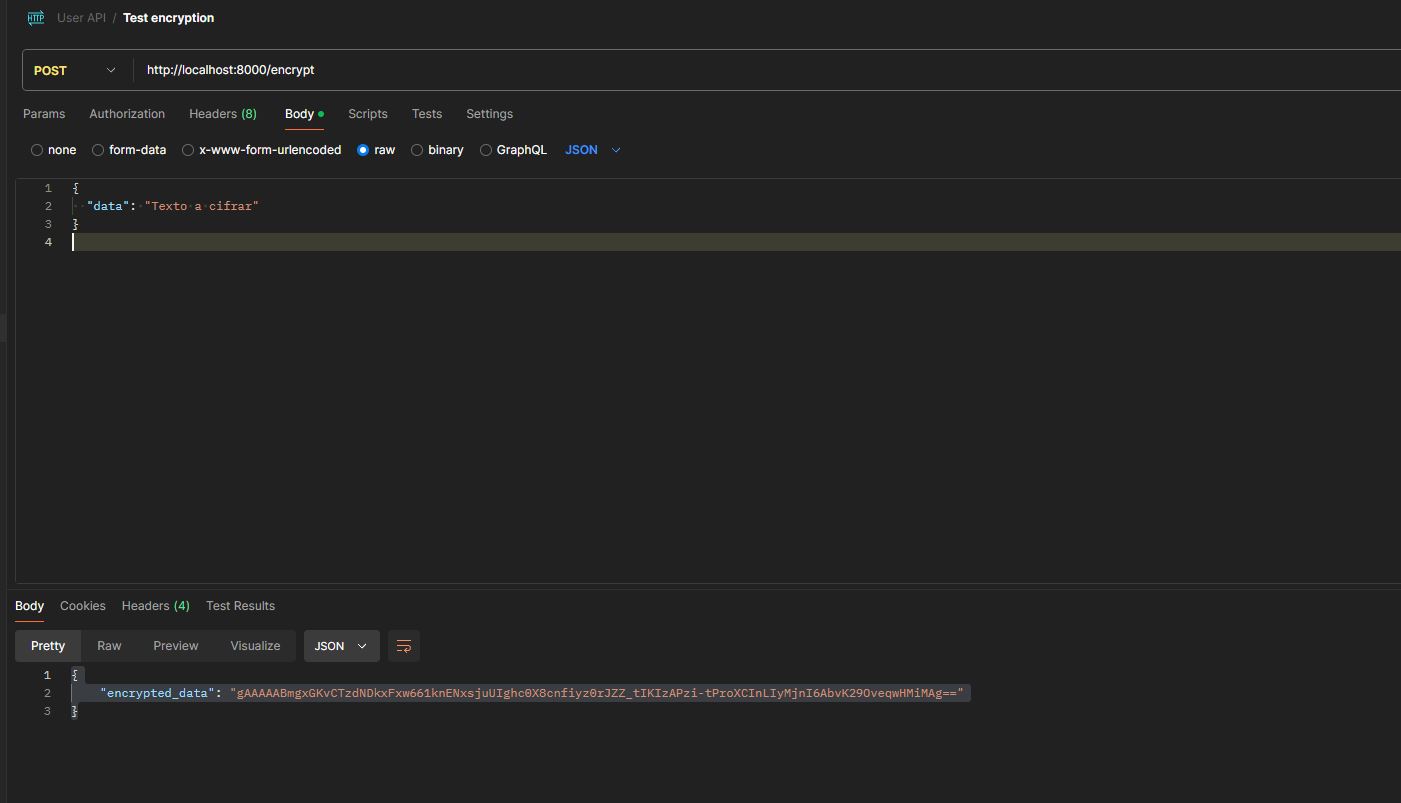 HTTP User API / Test encryption
POST http://localhost:8000/encrypt
Params Authorization Headers (8) Body Scripts Tests Settings
none form-data x-www-form-urlencoded raw binary GraphQL JSON
1 {
2 "data": "Texto a cifrar"
3 }
4
Body Cookies Headers (4) Test Results
Pretty Raw Preview Visualize JSON
1 {
2 "encrypted_data": "gAAAAABmgxGKvCTzdNDkxFxw661knENxsjuUIghc0X8cnfiyz0rJZZ_tIKIzAPzi-tProXCInLIyMjnI6AbvK29OveqwHMiMAg=="
3 }